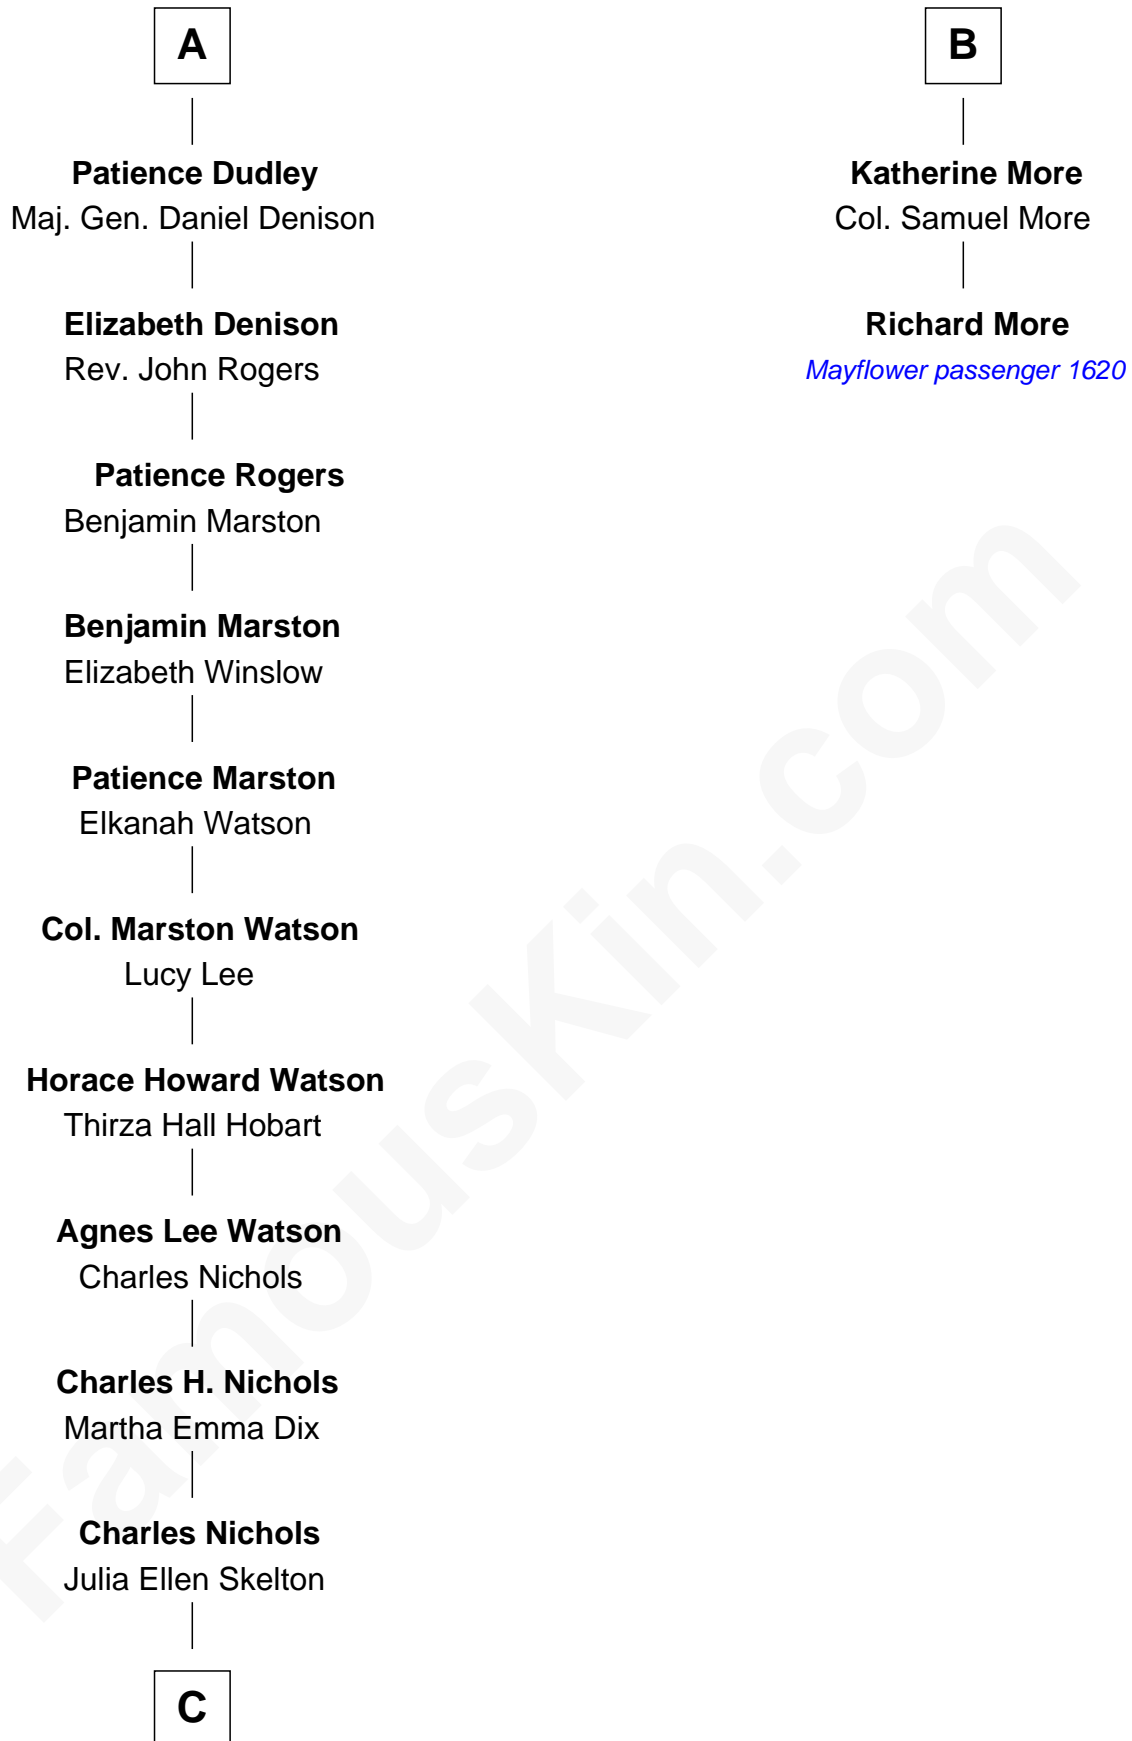 A
Patience Dudley
Maj. Gen. Daniel Denison
Elizabeth Denison
Rev. John Rogers
Patience Rogers
Benjamin Marston
Benjamin Marston
Elizabeth Winslow
Patience Marston
Elkanah Watson
Col. Marston Watson
Lucy Lee
Horace Howard Watson
Thirza Hall Hobart
Agnes Lee Watson
Charles Nichols
Charles H. Nichols
Martha Emma Dix
Charles Nichols
Julia Ellen Skelton
C
B
Katherine More
Col. Samuel More
Richard More
Mayflower passenger 1620
FamousKin.com